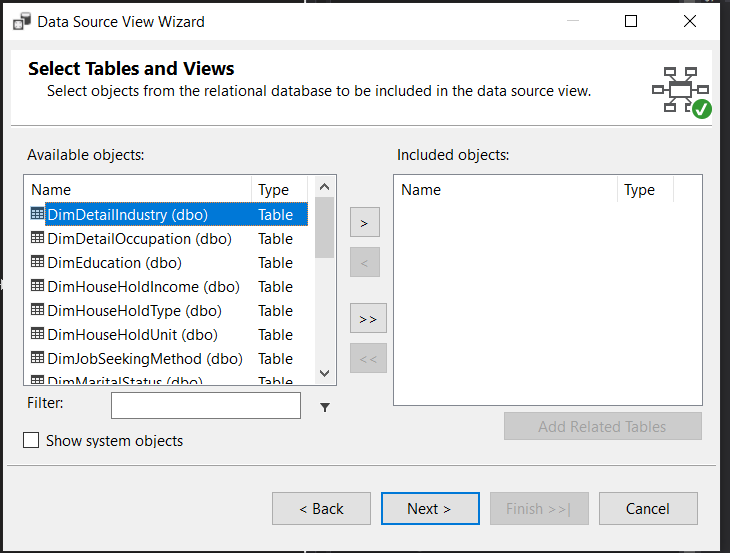 Data Source View Wizard
Select Tables and Views
Select objects from the relational database to be included in the data source view.
Available objects:
Included objects:
Name Type
Name Type
DimDetailIndustry (dbo) Table
DimDetailOccupation (dbo) Table
DimEducation (dbo) Table
DimHouseHoldIncome (dbo) Table
DimHouseHoldType (dbo) Table
DimHouseHoldUnit (dbo) Table
DimJobSeekingMethod (dbo) Table
DimMaritalStatus (dbo) Table
>
<
>>
<<
Filter:
Show system objects
Add Related Tables
< Back
Next >
Finish >>|
Cancel